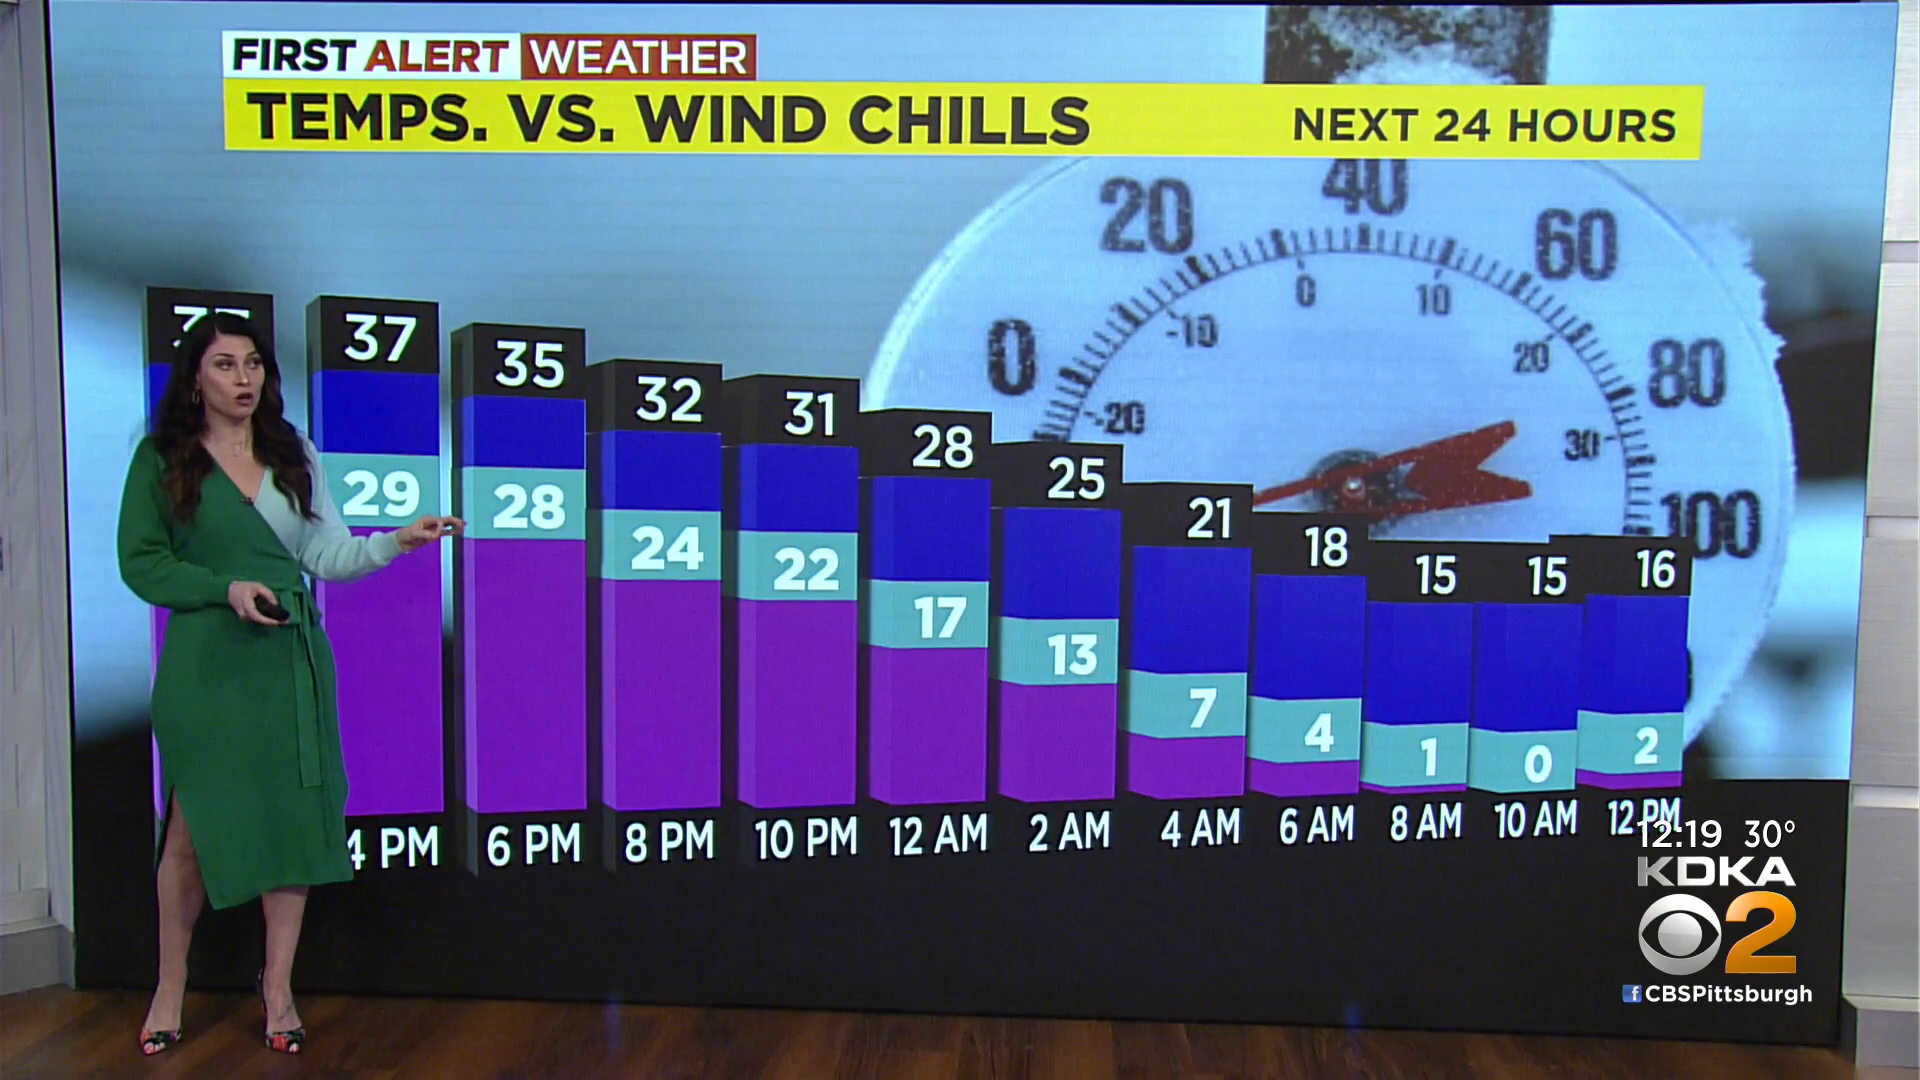 FIRST ALERT WEATHER
TEMPS. VS. WIND CHILLS NEXT 24 HOURS
0 20 40 60 80 100
-20 -10 0 10 20 30
37 35 32 31 28 25 21 18 15 15 16
29 28 24 22 17 13 7 4 1 0 2
4 PM 6 PM 8 PM 10 PM 12 AM 2 AM 4 AM 6 AM 8 AM 10 AM 12 PM
12:19 30°
KDKA
2
f CBSPittsburgh